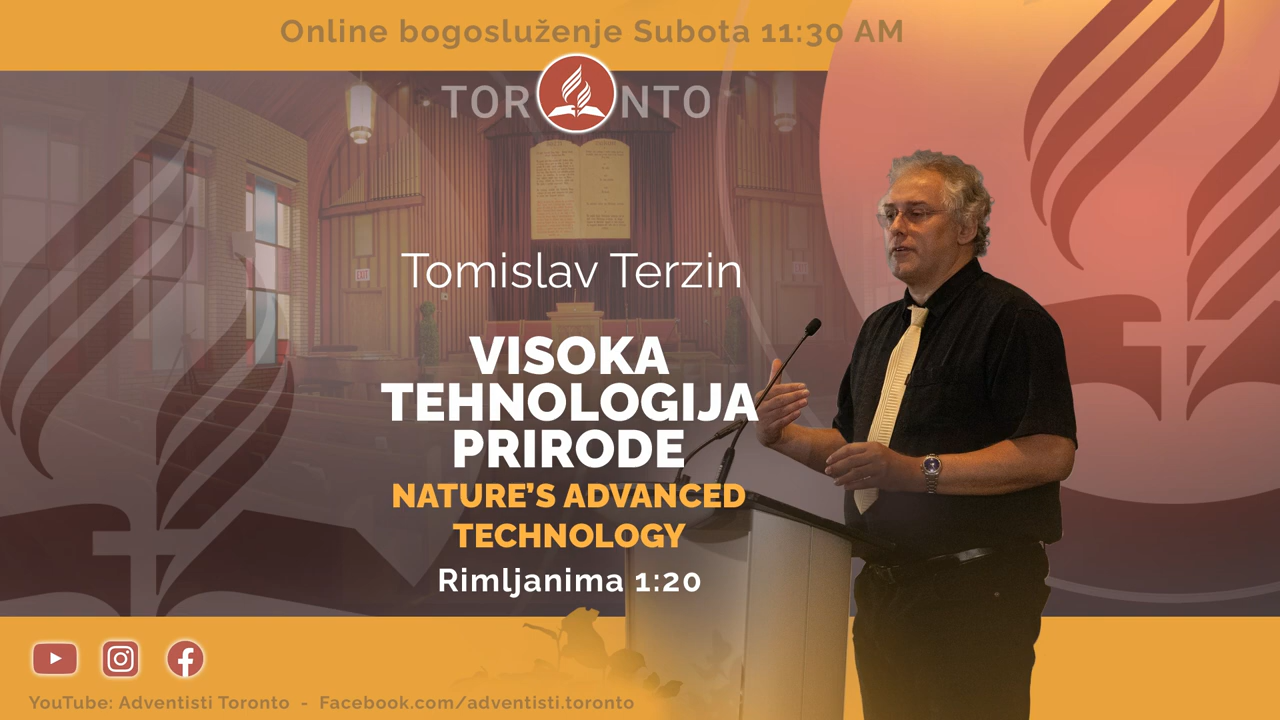 Online bogosluženje Subota 11:30 AM
TORONTO
EXIT
Tomislav Terzin
VISOKA
TEHNOLOGIJA
PRIRODE
NATURE'S ADVANCED
TECHNOLOGY
Rimljanima 1:20
YouTube: Adventisti Toronto - Facebook.com/adventisti.toronto